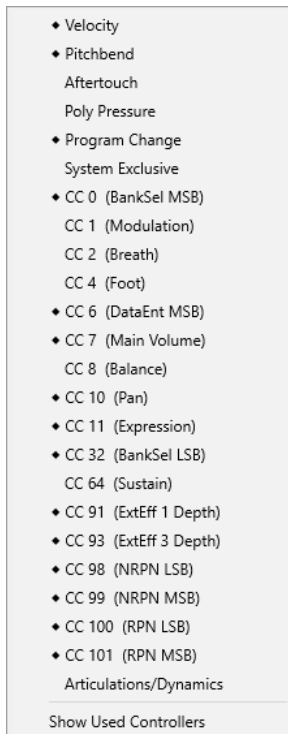 ◆ Velocity
◆ Pitchbend
Aftertouch
Poly Pressure
◆ Program Change
System Exclusive
◆ CC 0 (BankSel MSB)
CC 1 (Modulation)
CC 2 (Breath)
CC 4 (Foot)
◆ CC 6 (DataEnt MSB)
◆ CC 7 (Main Volume)
CC 8 (Balance)
◆ CC 10 (Pan)
◆ CC 11 (Expression)
◆ CC 32 (BankSel LSB)
CC 64 (Sustain)
◆ CC 91 (ExtEff 1 Depth)
◆ CC 93 (ExtEff 3 Depth)
◆ CC 98 (NRPN LSB)
◆ CC 99 (NRPN MSB)
◆ CC 100 (RPN LSB)
◆ CC 101 (RPN MSB)
Articulations/Dynamics
Show Used Controllers